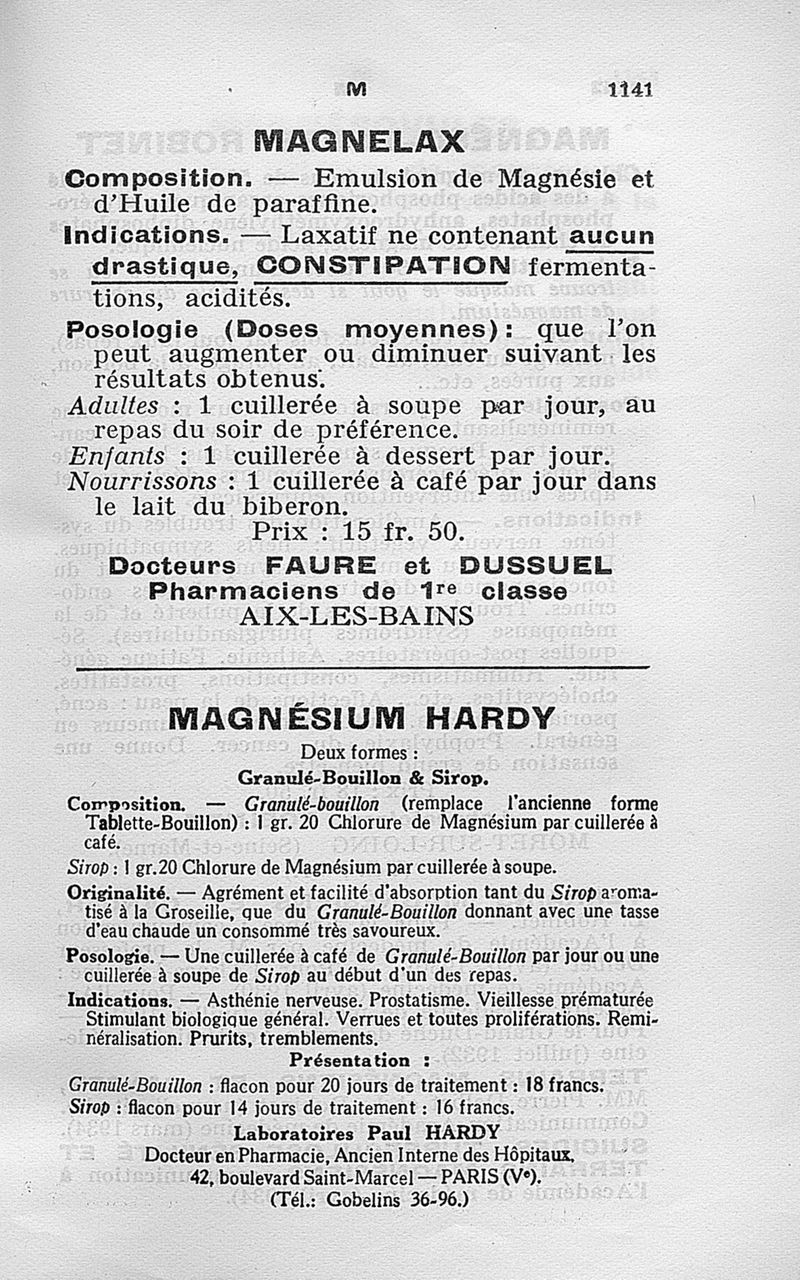 M 1141
MAGNELAX
Composition. — Emulsion de Magnésie et
d'Huile de paraffine.
Indications. — Laxatif ne contenant aucun
drastique, CONSTIPATION fermenta-
tions, acidités.
Posologie (Doses moyennes) : que l'on
peut augmenter ou diminuer suivant les
résultats obtenus.
Adultes : 1 cuillerée à soupe par jour, au
repas du soir de préférence.
Enfants : 1 cuillerée à dessert par jour.
Nourrissons : 1 cuillerée à café par jour dans
le lait du biberon.
Prix : 15 fr. 50.
Docteurs FAURE et DUSSUEL
Pharmaciens de 1re classe
AIX-LES-BAINS
MAGNÉSIUM HARDY
Deux formes :
Granulé-Bouillon & Sirop.
Composition. — Granulé-bouillon (remplace l'ancienne forme
Tablette-Bouillon) : 1 gr. 20 Chlorure de Magnésium par cuillerée à
café.
Sirop : 1 gr.20 Chlorure de Magnésium par cuillerée à soupe.
Originalité. — Agrément et facilité d'absorption tant du Sirop aroma-
tisé à la Groseille, que du Granulé-Bouillon donnant avec une tasse
d'eau chaude un consommé très savoureux.
Posologie. — Une cuillerée à café de Granulé-Bouillon par jour ou une
cuillerée à soupe de Sirop au début d'un des repas.
Indications. — Asthénie nerveuse. Prostatisme. Vieillesse prématurée
Stimulant biologique général. Verrues et toutes proliférations. Remi-
néralisation. Prurits, tremblements.
Présentation :
Granulé-Bouillon : flacon pour 20 jours de traitement : 18 francs.
Sirop : flacon pour 14 jours de traitement : 16 francs.
Laboratoires Paul HARDY
Docteur en Pharmacie, Ancien Interne des Hôpitaux.
42, boulevard Saint-Marcel — PARIS (Ve).
(Tél.: Gobelins 36-96.)